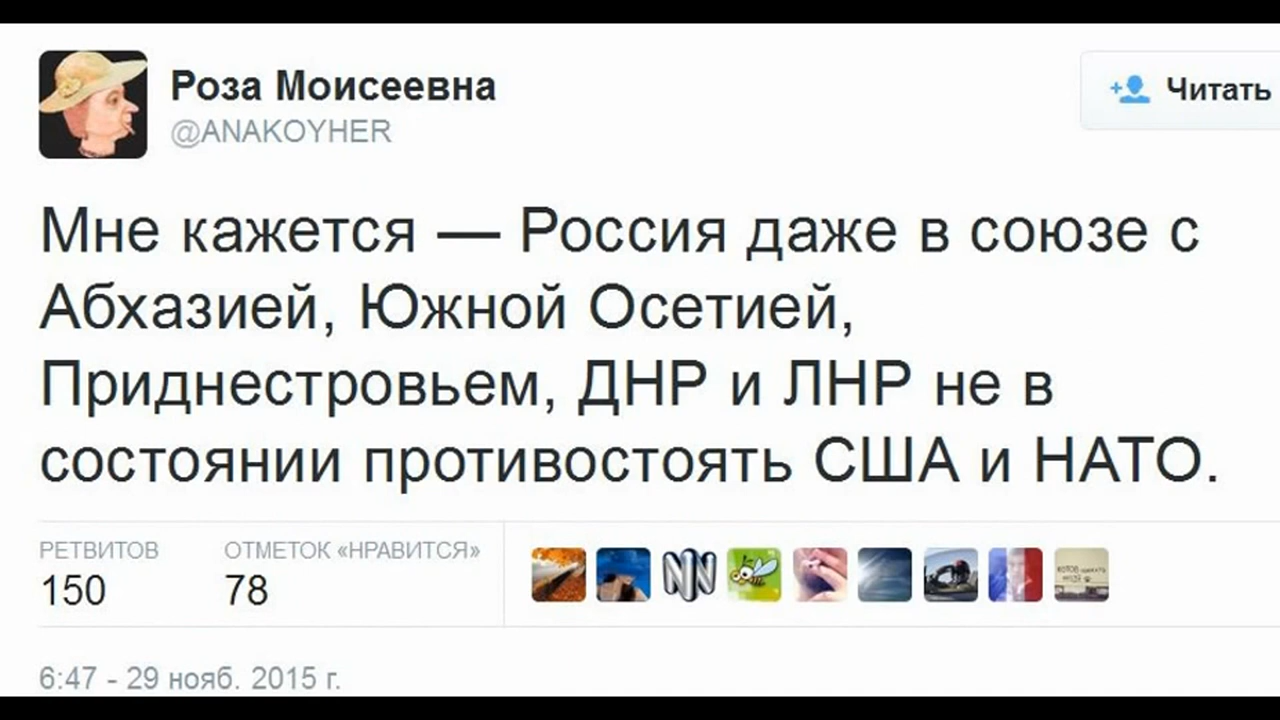 Роза Моисеевна
@ANAKOYHER
Читать
Мне кажется — Россия даже в союзе с
Абхазией, Южной Осетией,
Приднестровьем, ДНР и ЛНР не в
состоянии противостоять США и НАТО.
РЕТВИТОВ ОТМЕТОК «НРАВИТСЯ»
150 78
6:47 - 29 нояб. 2015 г.